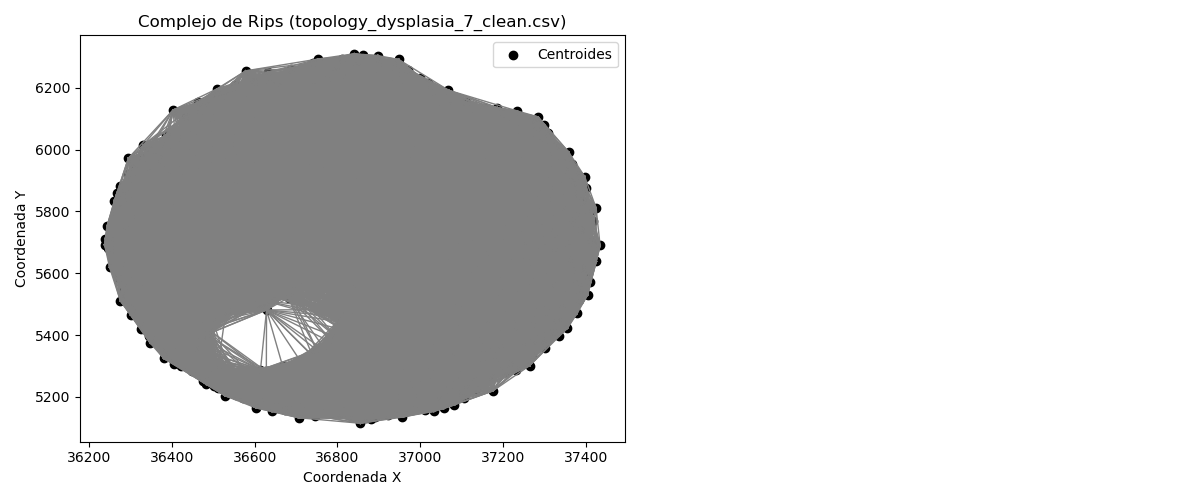 Complejo de Rips (topology_dysplasia_7_clean.csv)
Centroides
6200
6000
5800
5600
5400
5200
Coordenada Y
36200 36400 36600 36800 37000 37200 37400
Coordenada X